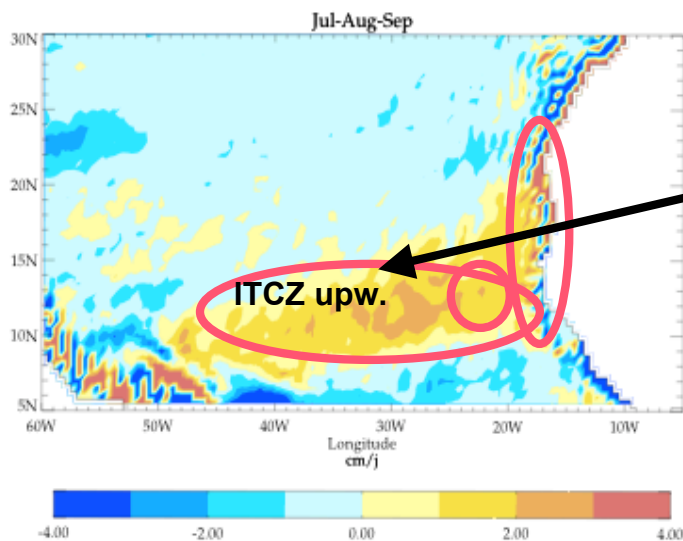 Jul-Aug-Sep
30N
25N
20N
15N
10N
5N
ITCZ upw.
60W 50W 40W 30W 20W 10W
Longitude
cm/j
-4.00 -2.00 0.00 2.00 4.00